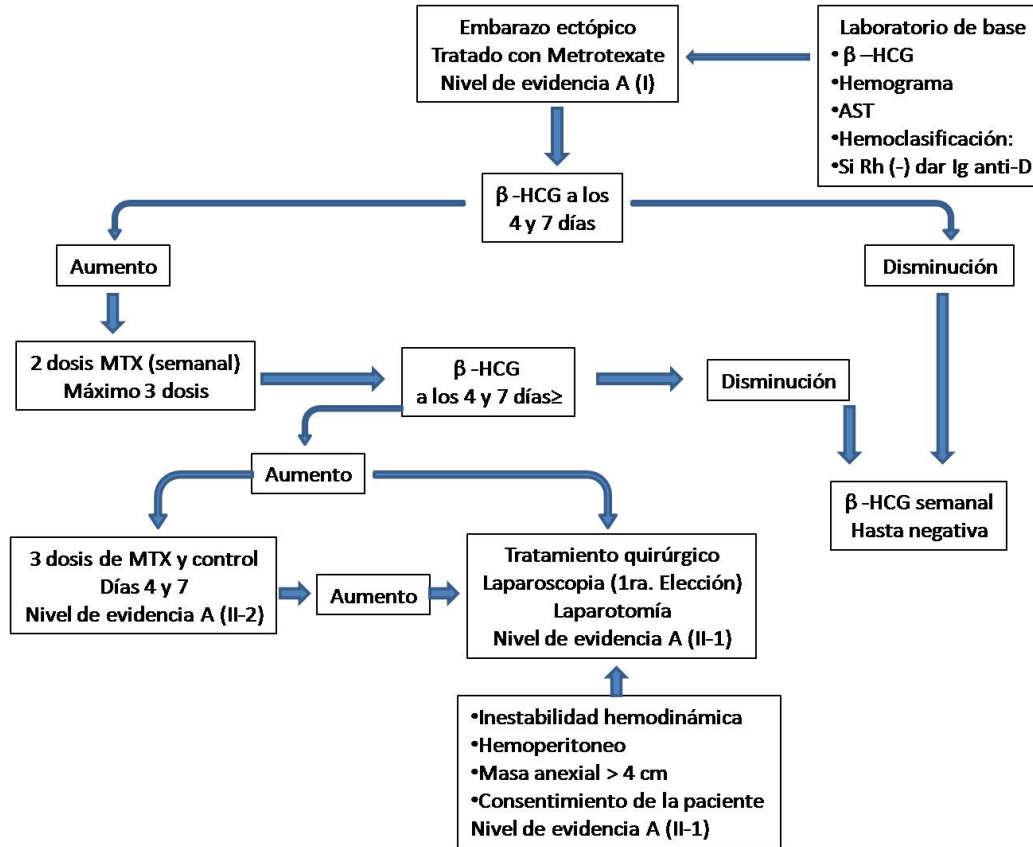 Embarazo ectópico
Tratado con Metrotexate
Nivel de evidencia A (I)
Laboratorio de base
•β –HCG
•Hemograma
•AST
•Hemoclasificación:
•Si Rh (-) dar Ig anti-D
β -HCG a los
4 y 7 días
Aumento
Disminución
2 dosis MTX (semanal)
Máximo 3 dosis
β -HCG
a los 4 y 7 días≥
Disminución
Aumento
β -HCG semanal
Hasta negativa
3 dosis de MTX y control
Días 4 y 7
Nivel de evidencia A (II-2)
Aumento
Tratamiento quirúrgico
Laparoscopia (1ra. Elección)
Laparotomía
Nivel de evidencia A (II-1)
•Inestabilidad hemodinámica
•Hemoperitoneo
•Masa anexial > 4 cm
•Consentimiento de la paciente
Nivel de evidencia A (II-1)